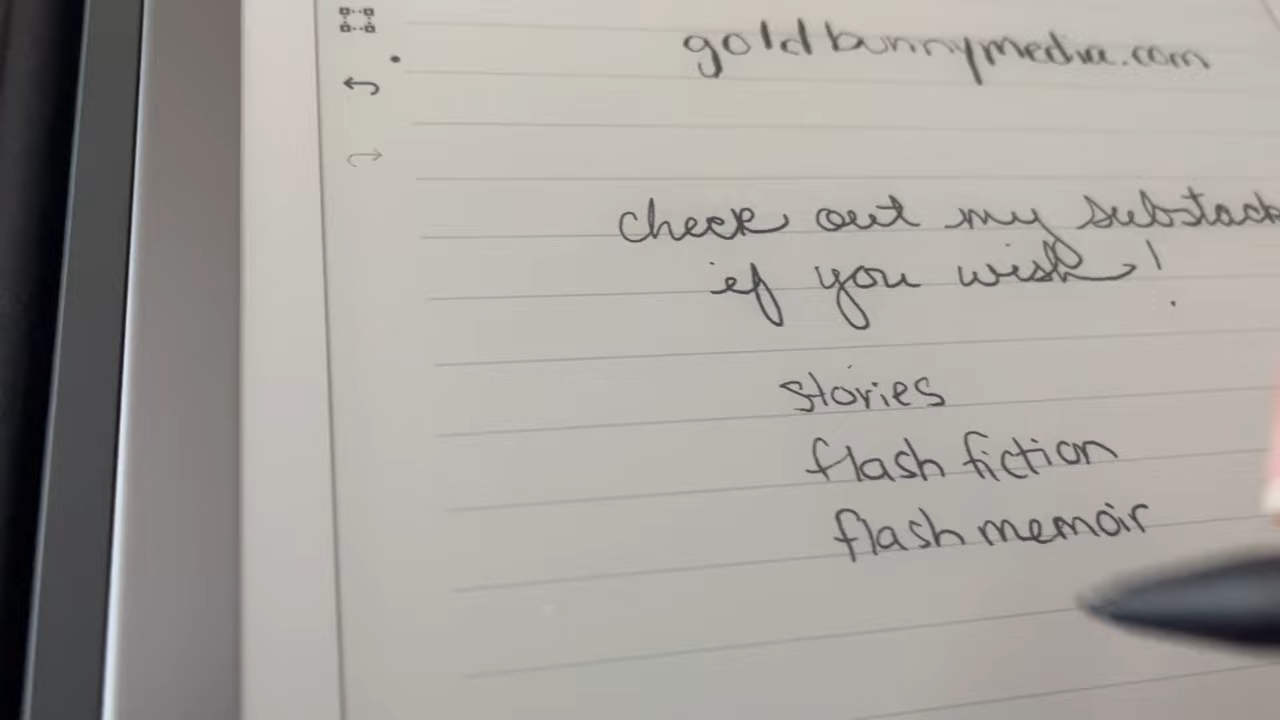 goldbunnymedia.com
check out my substack
if you wish!
stories
flash fiction
flash memoir